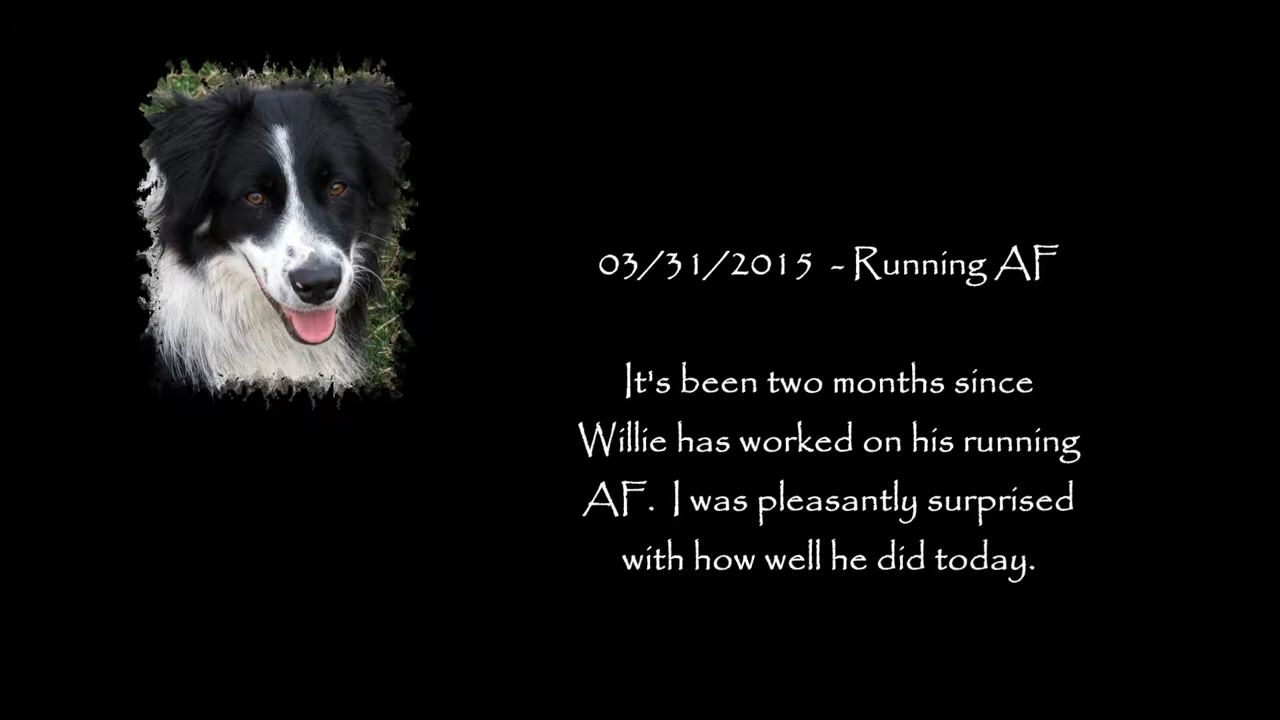 03/31/2015 - Running AF
It's been two months since
Willie has worked on his running
AF. I was pleasantly surprised
with how well he did today.